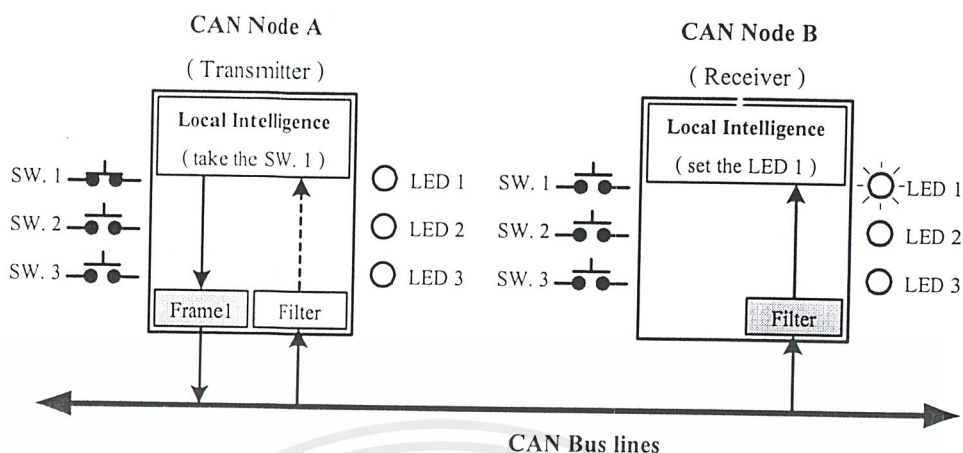 CAN Node A
( Transmitter )
Local Intelligence
( take the SW. 1 )
SW. 1
SW. 2
SW. 3
LED 1
LED 2
LED 3
Frame1
Filter
CAN Node B
( Receiver )
Local Intelligence
( set the LED 1 )
SW. 1
SW. 2
SW. 3
LED 1
LED 2
LED 3
Filter
CAN Bus lines